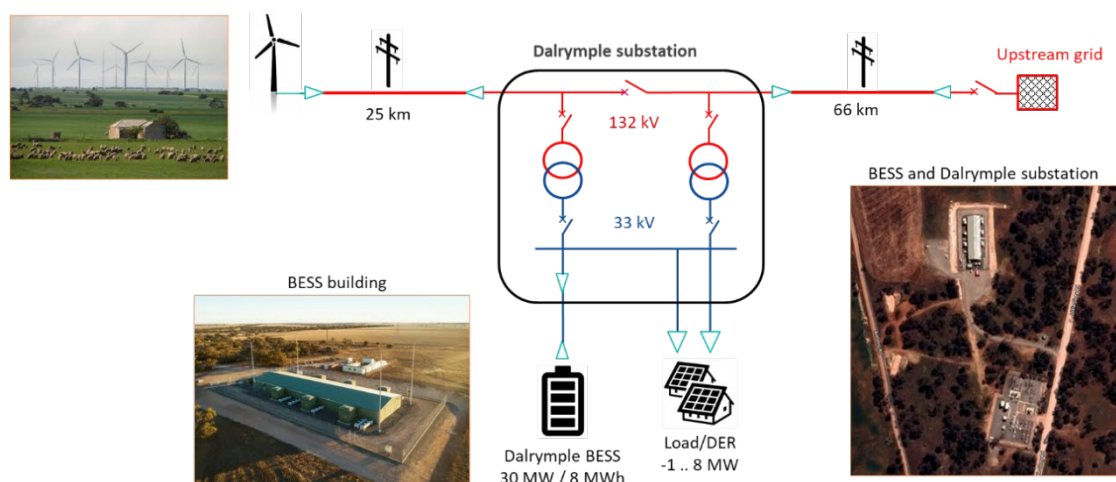 Dalrymple substation
Upstream grid
25 km
132 kV
66 km
BESS and Dalrymple substation
33 kV
BESS building
Dalrymple BESS
30 MW / 8 MWh
Load/DER
-1 .. 8 MW